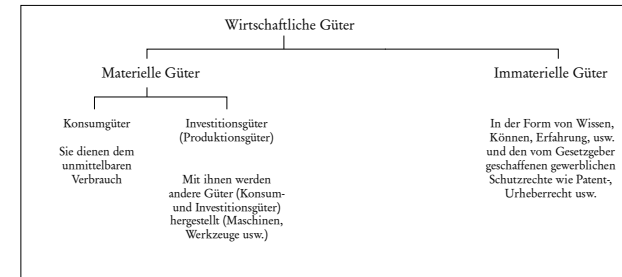 Wirtschaftliche Güter
Materielle Güter
Immaterielle Güter
Konsumgüter
Sie dienen dem
unmittelbaren
Verbrauch
Investitionsgüter
(Produktionsgüter)
Mit ihnen werden
andere Güter (Konsum-
und Investitionsgüter)
hergestellt (Maschinen,
Werkzeuge usw.)
In der Form von Wissen,
Können, Erfahrung, usw.
und den vom Gesetzgeber
geschaffenen gewerblichen
Schutzrechte wie Patent-,
Urheberrecht usw.